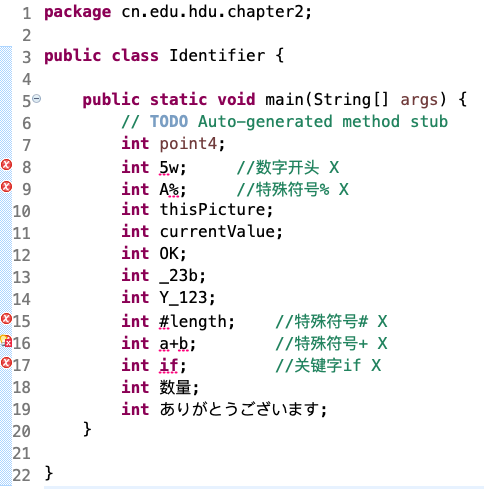 1 package cn.edu.hdu.chapter2;
2
3 public class Identifier {
4
5 public static void main(String[] args) {
6 // TODO Auto-generated method stub
7 int point4;
8 int 5w; //数字开头 X
9 int A%; //特殊符号% X
10 int thisPicture;
11 int currentValue;
12 int OK;
13 int _23b;
14 int Y_123;
15 int #length; //特殊符号# X
16 int a+b; //特殊符号+ X
17 int if; //关键字if X
18 int 数量;
19 int ありがとうございます;
20 }
21
22 }